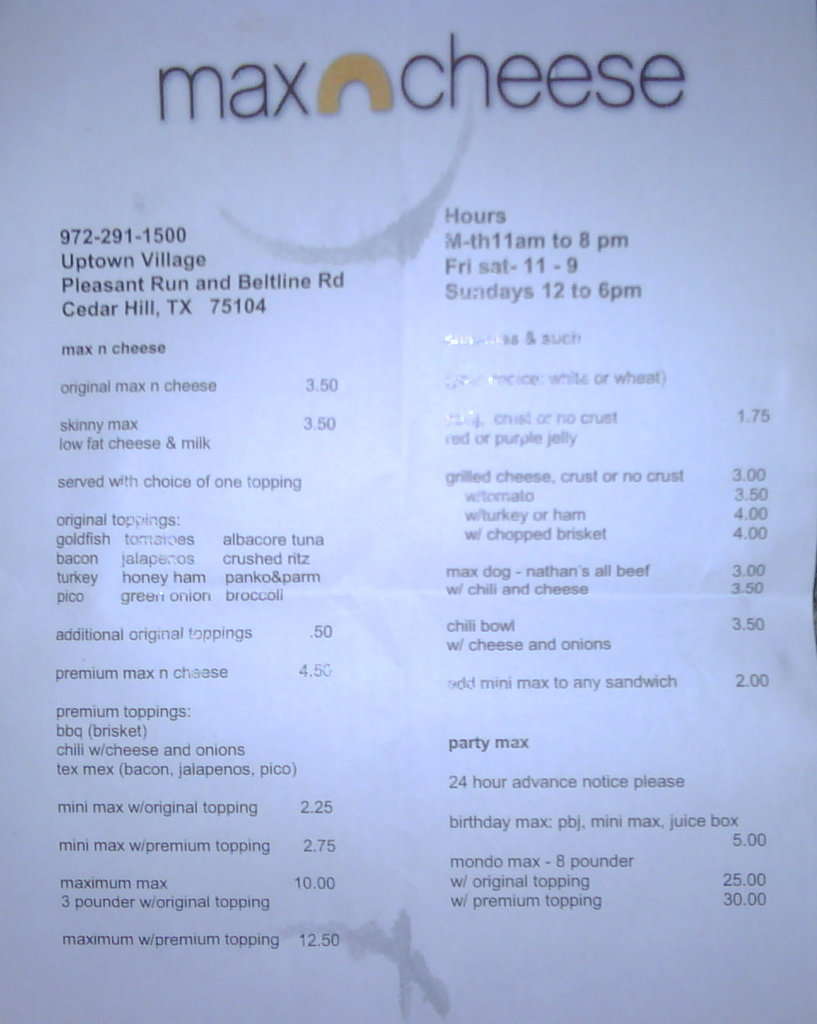 max n cheese
972-291-1500
Uptown Village
Pleasant Run and Beltline Rd
Cedar Hill, TX 75104
max n cheese
original max n cheese 3.50
skinny max 3.50
low fat cheese & milk
served with choice of one topping
original toppings:
goldfish tomatoes albacore tuna
bacon jalapenos crushed ritz
turkey honey ham panko&parm
pico green onion broccoli
additional original toppings .50
premium max n cheese 4.50
premium toppings:
bbq (brisket)
chili w/cheese and onions
tex mex (bacon, jalapenos, pico)
mini max w/original topping 2.25
mini max w/premium topping 2.75
maximum max 10.00
3 pounder w/original topping
maximum w/premium topping 12.50
Hours
M-th11am to 8 pm
Fri sat- 11 - 9
Sundays 12 to 6pm
& such
white or wheat)
crust or no crust 1.75
red or purple jelly
grilled cheese, crust or no crust 3.00
w/tomato 3.50
w/turkey or ham 4.00
w/ chopped brisket 4.00
max dog - nathan's all beef 3.00
w/ chili and cheese 3.50
chili bowl 3.50
w/ cheese and onions
add mini max to any sandwich 2.00
party max
24 hour advance notice please
birthday max: pbj, mini max, juice box
5.00
mondo max - 8 pounder
w/ original topping 25.00
w/ premium topping 30.00